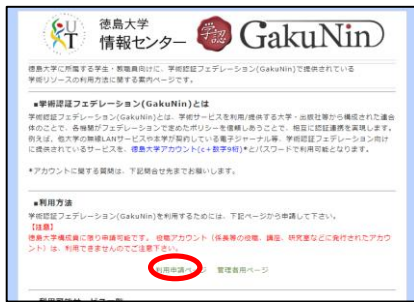 徳島大学
情報センター
学認
GakuNin
徳島大学に所属する学生・教職員向けに、学術認証フェデレーション(GakuNin)で提供されている
学術リソースの利用方法に関する案内ページです。
■学術認証フェデレーション(GakuNin)とは
学術認証フェデレーション(GakuNin)とは、学術サービスを利用/提供する大学・出版社等から構成された連合
体のことで、各機関がフェデレーションで定めたポリシーを信頼しあうことで、相互に認証連携を実現します。
例えば、他大学の無線LANサービスや本学が契約している電子ジャーナル等、学術認証フェデレーション向け
に提供されているサービスを、徳島大学アカウント(c+数字9桁)*とパスワードで利用可能となります。
*アカウントに関する質問は、下記問合せ先までお願いします。
■利用方法
学術認証フェデレーション(GakuNin)を利用するためには、下記ページから申請して下さい。
【注意】
徳島大学構成員に限り申請可能です。 役職アカウント（係長等の役職、講座、研究室などに発行されたアカウ
ント）は、利用できませんのでご注意下さい。
利用申請ページ 管理者用ページ